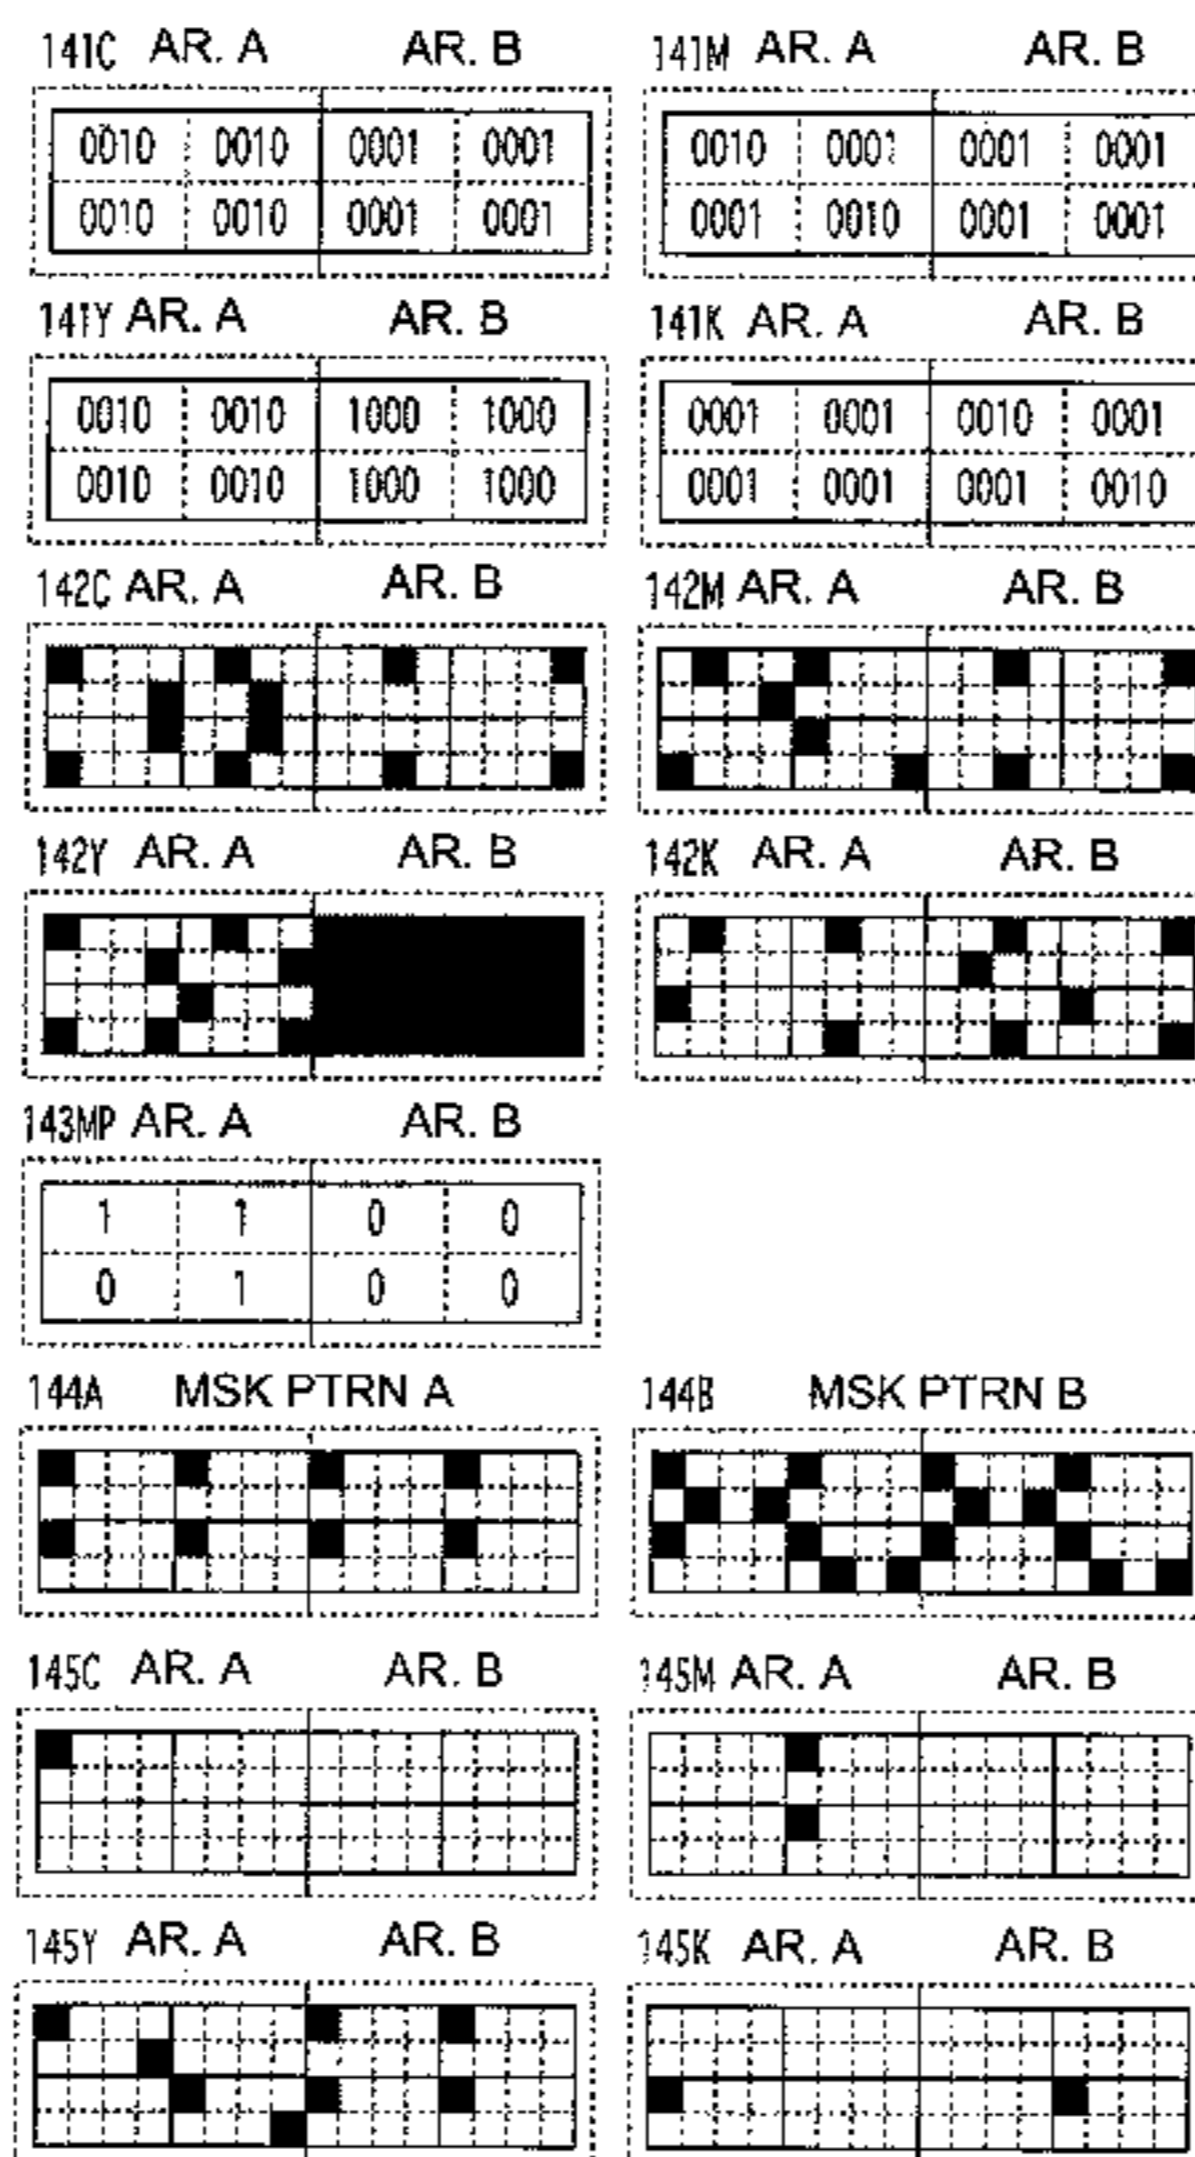 141C AR. A AR. B 141M AR. A AR. B
0010 0010 0001 0001 0010 0001 0001 0001
0010 0010 0001 0001 0001 0010 0001 0001
141Y AR. A AR. B 141K AR. A AR. B
0010 0010 1000 1000 0001 0001 0010 0001
0010 0010 1000 1000 0001 0001 0001 0010
142C AR. A AR. B 142M AR. A AR. B
142Y AR. A AR. B 142K AR. A AR. B
143MP AR. A AR. B
1 1 0 0
0 1 0 0
144A MSK PTRN A 144B MSK PTRN B
145C AR. A AR. B 145M AR. A AR. B
145Y AR. A AR. B 145K AR. A AR. B